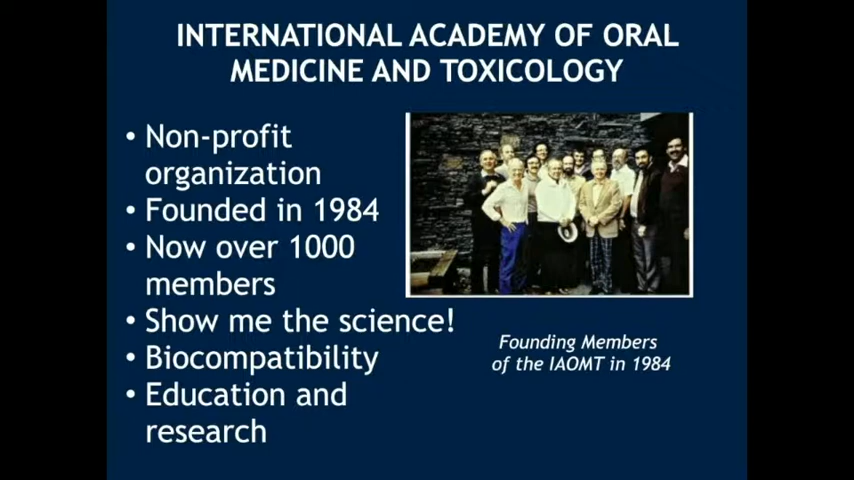 INTERNATIONAL ACADEMY OF ORAL
MEDICINE AND TOXICOLOGY
• Non-profit
organization
• Founded in 1984
• Now over 1000
members
• Show me the science!
• Biocompatibility
• Education and
research
Founding Members
of the IAOMT in 1984